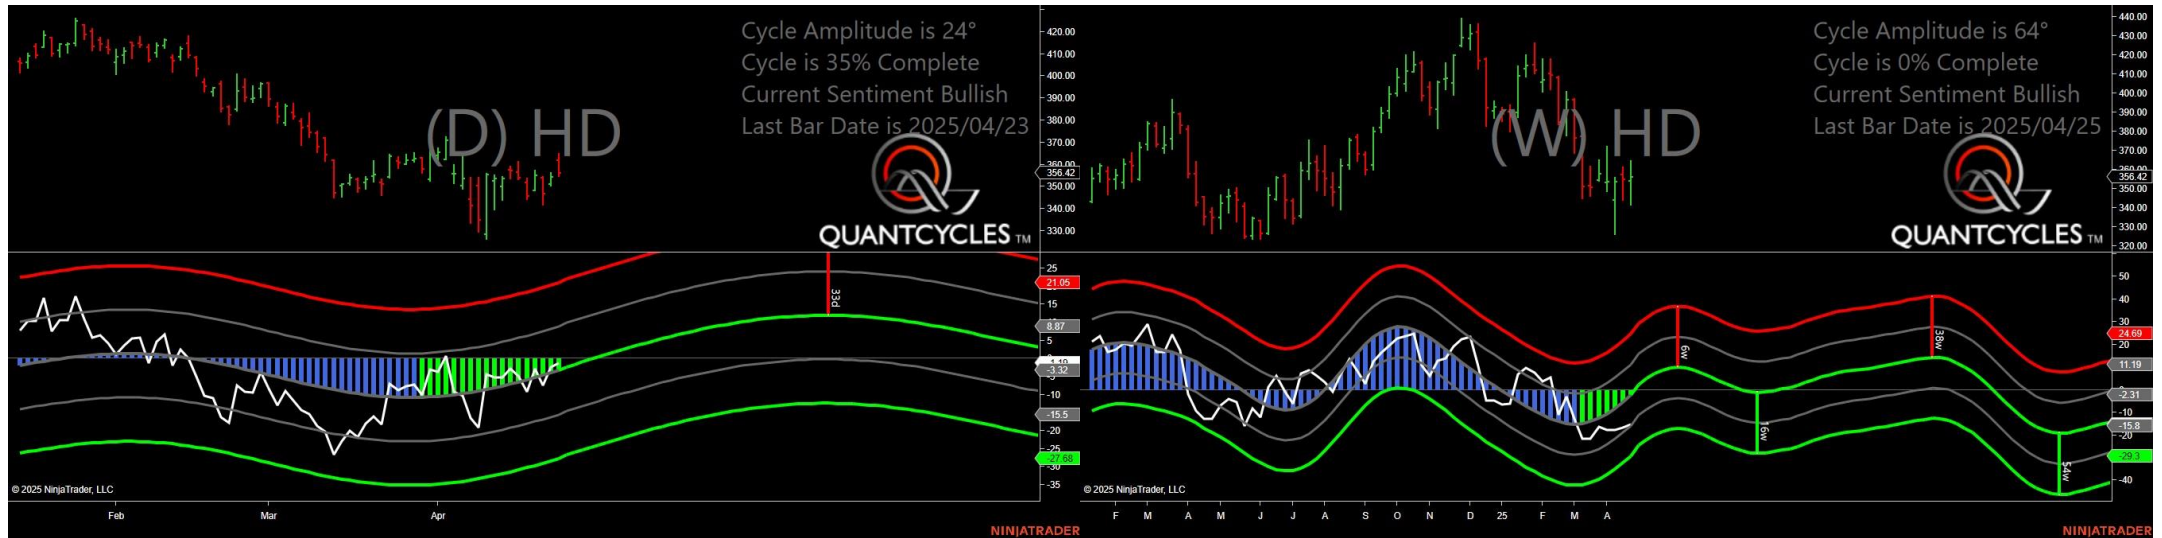 Cycle Amplitude is 24°
Cycle is 35% Complete
Current Sentiment Bullish
Last Bar Date is 2025/04/23
(D) HD
QUANTCYCLES TM
420.00
410.00
400.00
390.00
380.00
370.00
360.00
356.42
350.00
340.00
330.00
25
21.05
15
8.87
5
-3.32
-10
-15.5
-20
-27.68
-30
-35
33d
© 2025 NinjaTrader, LLC
Feb
Mar
Apr
NINJATRADER
Cycle Amplitude is 64°
Cycle is 0% Complete
Current Sentiment Bullish
Last Bar Date is 2025/04/25
(W) HD
QUANTCYCLES TM
440.00
430.00
420.00
410.00
400.00
390.00
380.00
370.00
360.00
356.42
350.00
340.00
330.00
320.00
50
40
30
24.69
20
11.19
0
-2.31
-10
-15.8
-20
-29.3
-40
6w
16w
38w
54w
© 2025 NinjaTrader, LLC
F
M
A
M
J
J
A
S
O
N
D
25
F
M
A
NINJATRADER